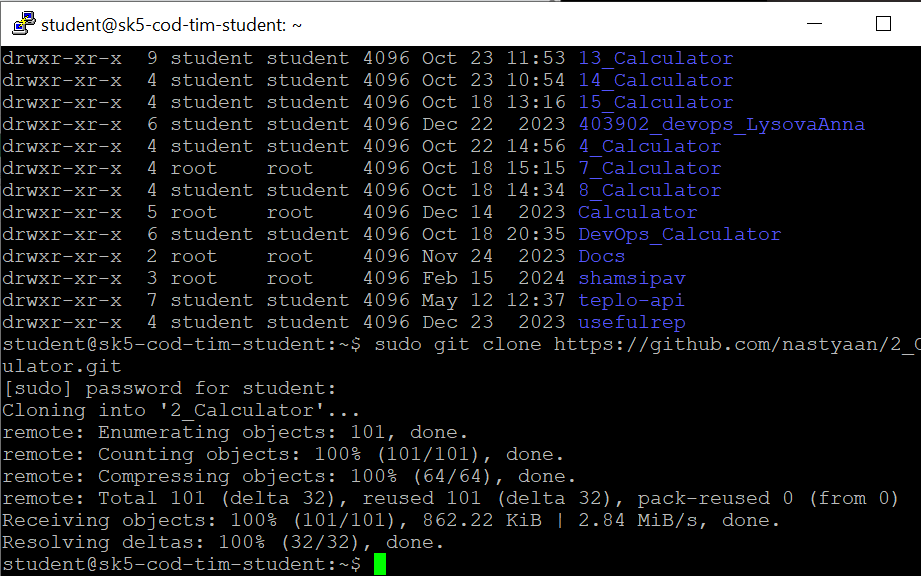 student@sk5-cod-tim-student: ~
drwxr-xr-x  9 student student 4096 Oct 23 11:53 13_Calculator
drwxr-xr-x  4 student student 4096 Oct 23 10:54 14_Calculator
drwxr-xr-x  4 student student 4096 Oct 18 13:16 15_Calculator
drwxr-xr-x  6 student student 4096 Dec 22  2023 403902_devops_LysovaAnna
drwxr-xr-x  4 student student 4096 Oct 22 14:56 4_Calculator
drwxr-xr-x  4 root    root    4096 Oct 18 15:15 7_Calculator
drwxr-xr-x  4 student student 4096 Oct 18 14:34 8_Calculator
drwxr-xr-x  5 root    root    4096 Dec 14  2023 Calculator
drwxr-xr-x  6 student student 4096 Oct 18 20:35 DevOps_Calculator
drwxr-xr-x  2 root    root    4096 Nov 24  2023 Docs
drwxr-xr-x  3 root    root    4096 Feb 15  2024 shamsipav
drwxr-xr-x  7 student student 4096 May 12 12:37 teplo-api
drwxr-xr-x  4 student student 4096 Dec 23  2023 usefulrep
student@sk5-cod-tim-student:~$ sudo git clone https://github.com/nastyaan/2_C
ulator.git
[sudo] password for student:
Cloning into '2_Calculator'...
remote: Enumerating objects: 101, done.
remote: Counting objects: 100% (101/101), done.
remote: Compressing objects: 100% (64/64), done.
remote: Total 101 (delta 32), reused 101 (delta 32), pack-reused 0 (from 0)
Receiving objects: 100% (101/101), 862.22 KiB | 2.84 MiB/s, done.
Resolving deltas: 100% (32/32), done.
student@sk5-cod-tim-student:~$